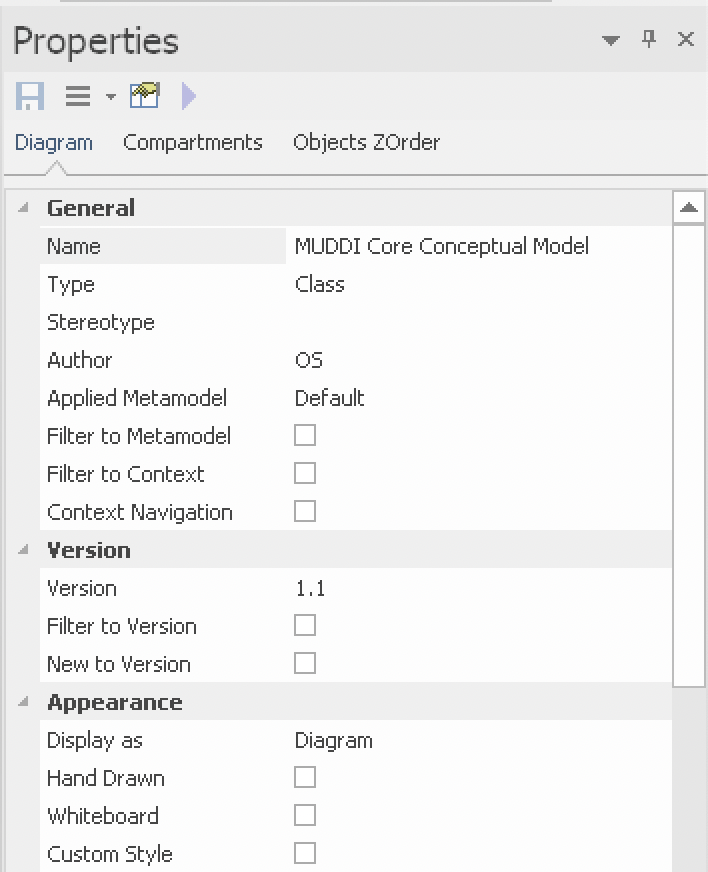 Properties
Diagram Compartments Objects ZOrder
General
Name MUDDI Core Conceptual Model
Type Class
Stereotype
Author OS
Applied Metamodel Default
Filter to Metamodel
Filter to Context
Context Navigation
Version
Version 1.1
Filter to Version
New to Version
Appearance
Display as Diagram
Hand Drawn
Whiteboard
Custom Style